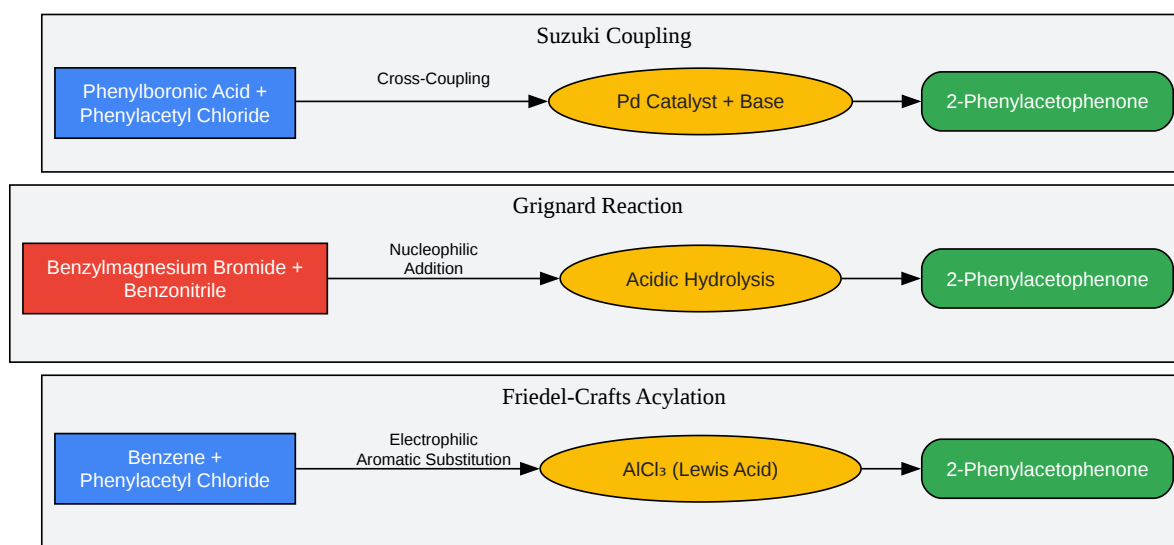 Suzuki Coupling
Phenylboronic Acid +
Phenylacetyl Chloride
Cross-Coupling
Pd Catalyst + Base
2-Phenylacetophenone
Grignard Reaction
Benzylmagnesium Bromide +
Benzonitrile
Nucleophilic
Addition
Acidic Hydrolysis
2-Phenylacetophenone
Friedel-Crafts Acylation
Benzene +
Phenylacetyl Chloride
Electrophilic
Aromatic Substitution
AlCl₃ (Lewis Acid)
2-Phenylacetophenone